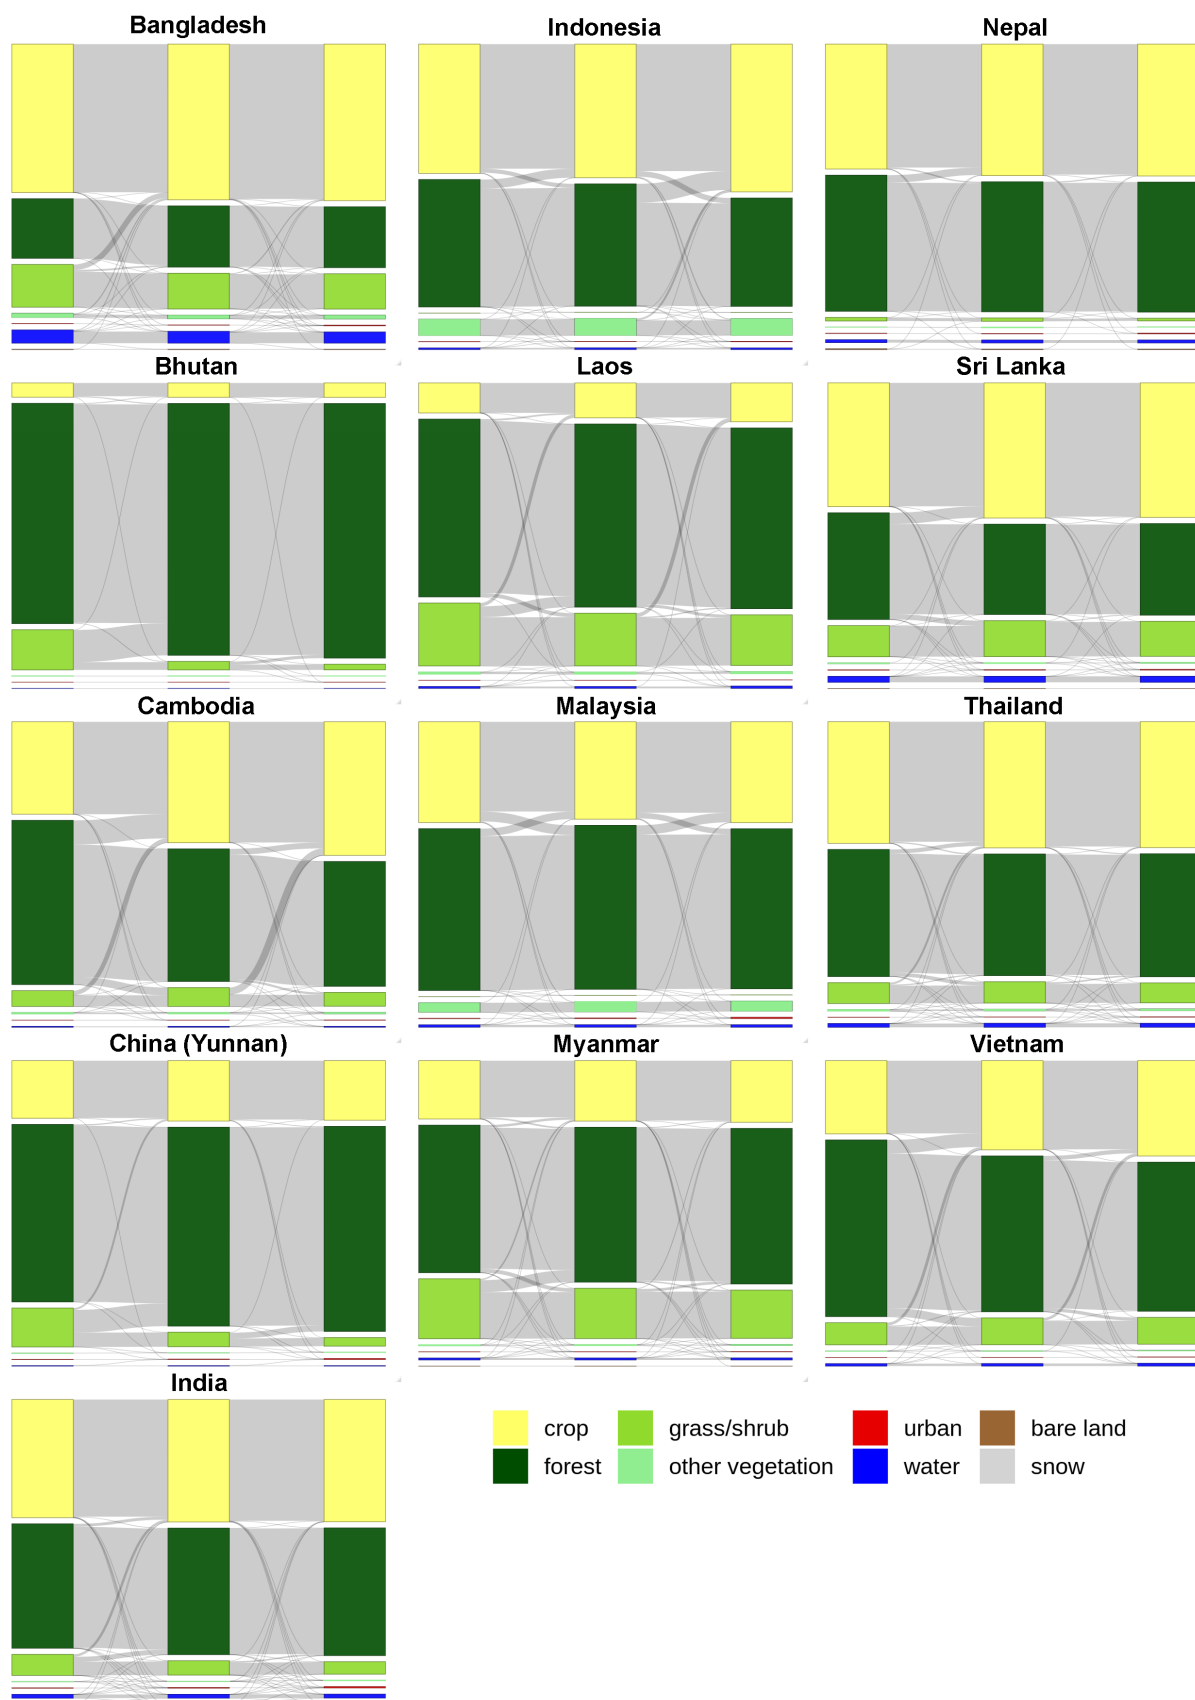 Bangladesh Indonesia Nepal
Bhutan Laos Sri Lanka
Cambodia Malaysia Thailand
China (Yunnan) Myanmar Vietnam
India
crop grass/shrub urban bare land
forest other vegetation water snow